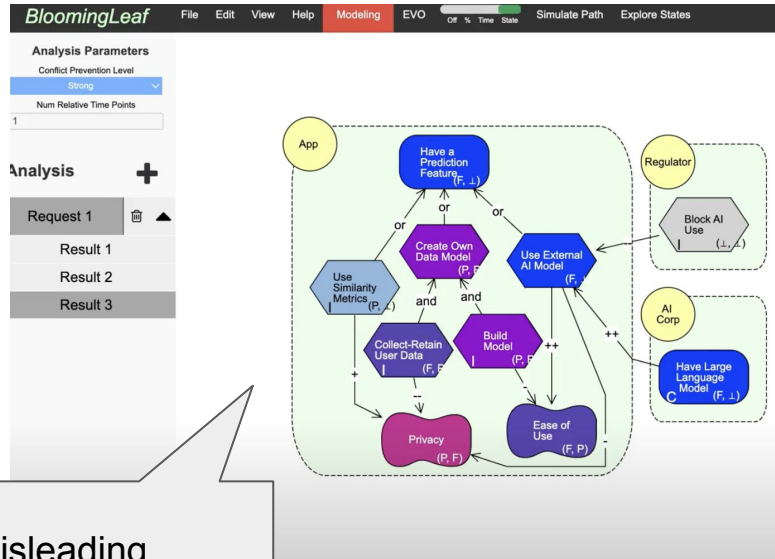 BloomingLeaf File Edit View Help Modeling EVO Off % Time State Simulate Path Explore States
Analysis Parameters
Conflict Prevention Level
Strong
Num Relative Time Points
1
Analysis
Request 1
Result 1
Result 2
Result 3
App
Have a
Prediction
Feature
(F, ⊥)
or
or
or
Create Own
Data Model
(P,
Use
Similarity
Metrics
I (P, ⊥)
Use External
AI Model
(F,
and
and
Collect-Retain
User Data
I (F,
Build
Model
I (P,
+
--
-
++
-
Privacy
(P, F)
Ease of
Use
(F, P)
Regulator
Block AI
Use
I (⊥, ⊥)
--
AI
Corp
++
Have Large
Language
Model
C (F, ⊥)
isleading